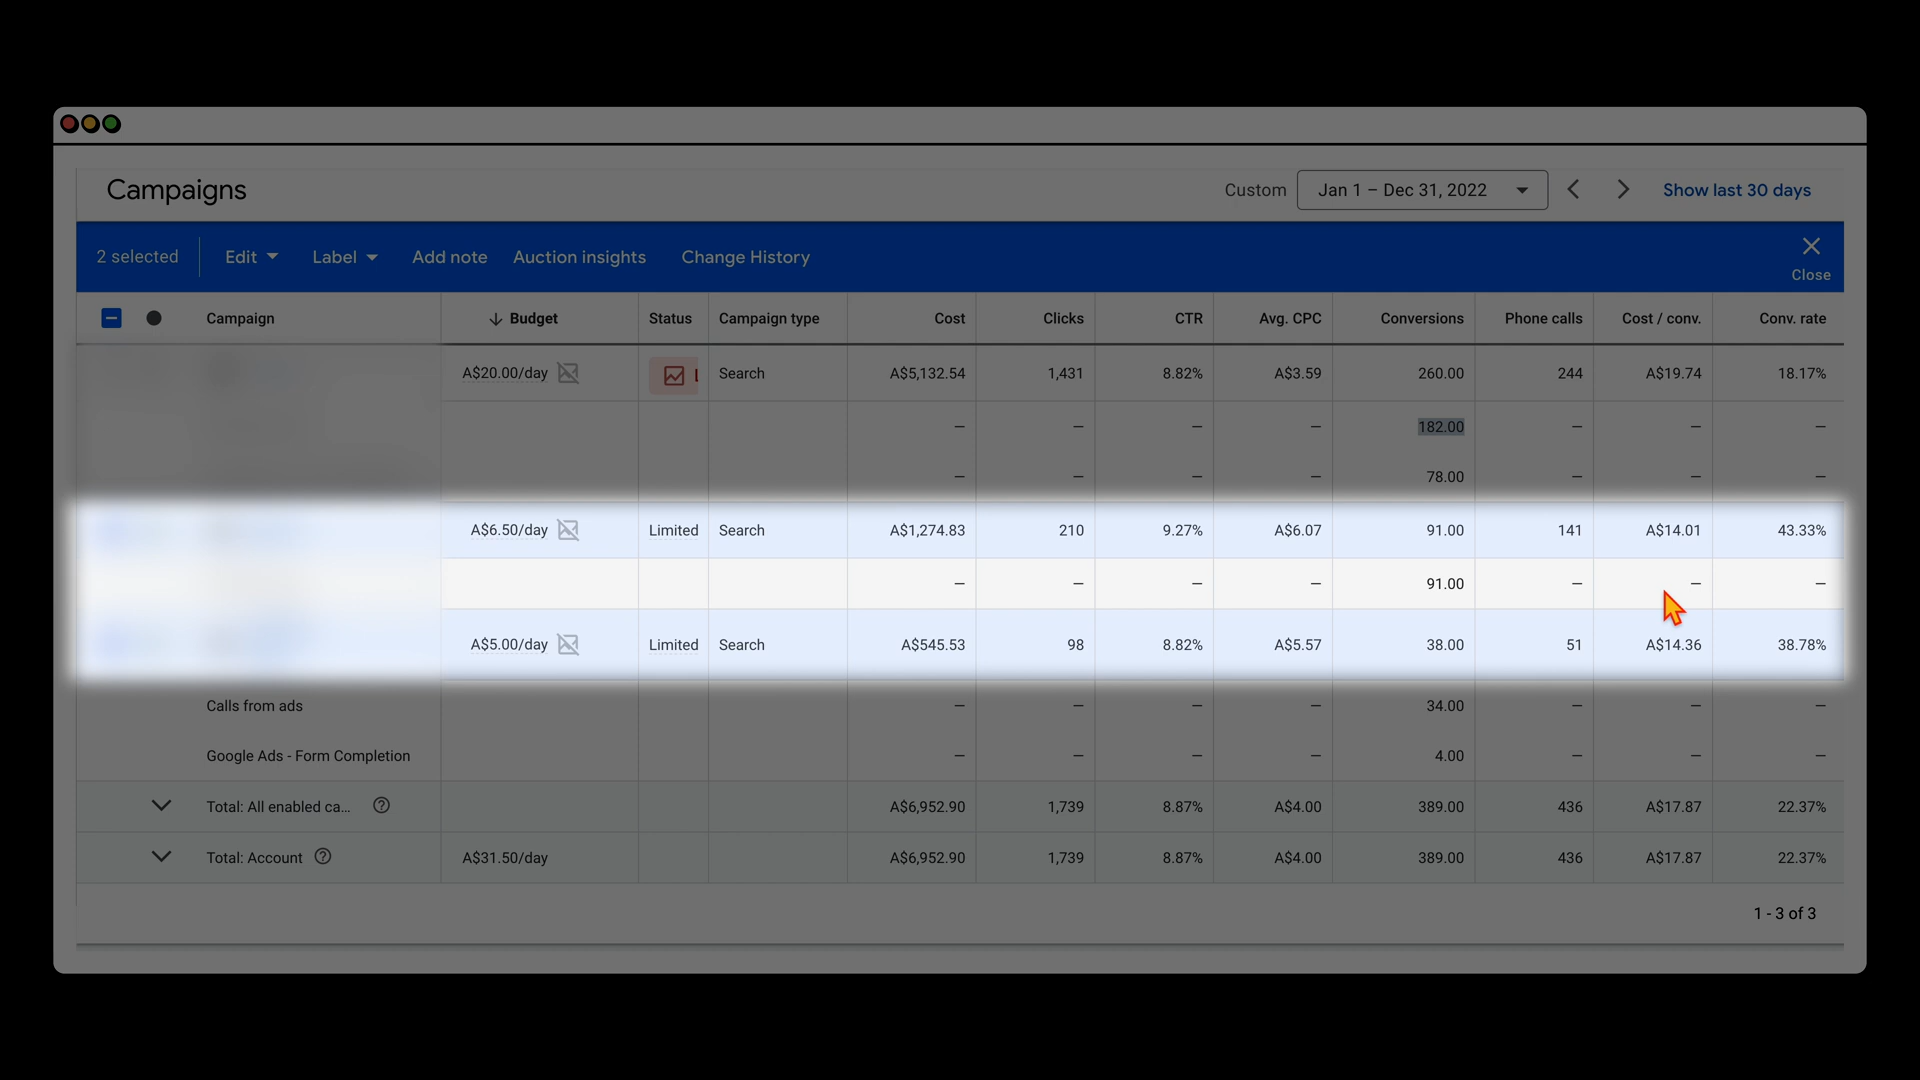 Campaigns
Custom Jan 1 – Dec 31, 2022 Show last 30 days
2 selected Edit Label Add note Auction insights Change History Close
Campaign Budget Status Campaign type Cost Clicks CTR Avg. CPC Conversions Phone calls Cost / conv. Conv. rate
A$20.00/day Search A$5,132.54 1,431 8.82% A$3.59 260.00 244 A$19.74 18.17%
— — — — 182.00 — — —
— — — — 78.00 — — —
A$6.50/day Limited Search A$1,274.83 210 9.27% A$6.07 91.00 141 A$14.01 43.33%
— — — — 91.00 — — —
A$5.00/day Limited Search A$545.53 98 8.82% A$5.57 38.00 51 A$14.36 38.78%
Calls from ads — — — — 34.00 — — —
Google Ads - Form Completion — — — — 4.00 — — —
Total: All enabled ca... A$6,952.90 1,739 8.87% A$4.00 389.00 436 A$17.87 22.37%
Total: Account A$31.50/day A$6,952.90 1,739 8.87% A$4.00 389.00 436 A$17.87 22.37%
1 - 3 of 3